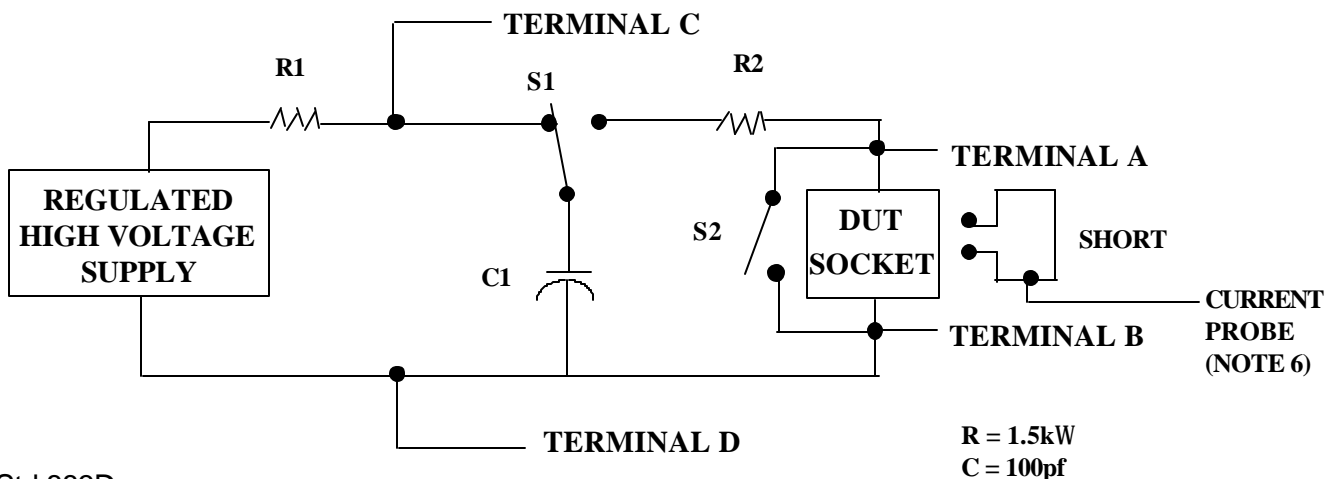 TERMINAL C
R1
S1
R2
TERMINAL A
REGULATED
HIGH VOLTAGE
SUPPLY
DUT
SOCKET
S2
SHORT
C1
CURRENT
PROBE
(NOTE 6)
TERMINAL B
TERMINAL D
R = 1.5kW
C = 100pf